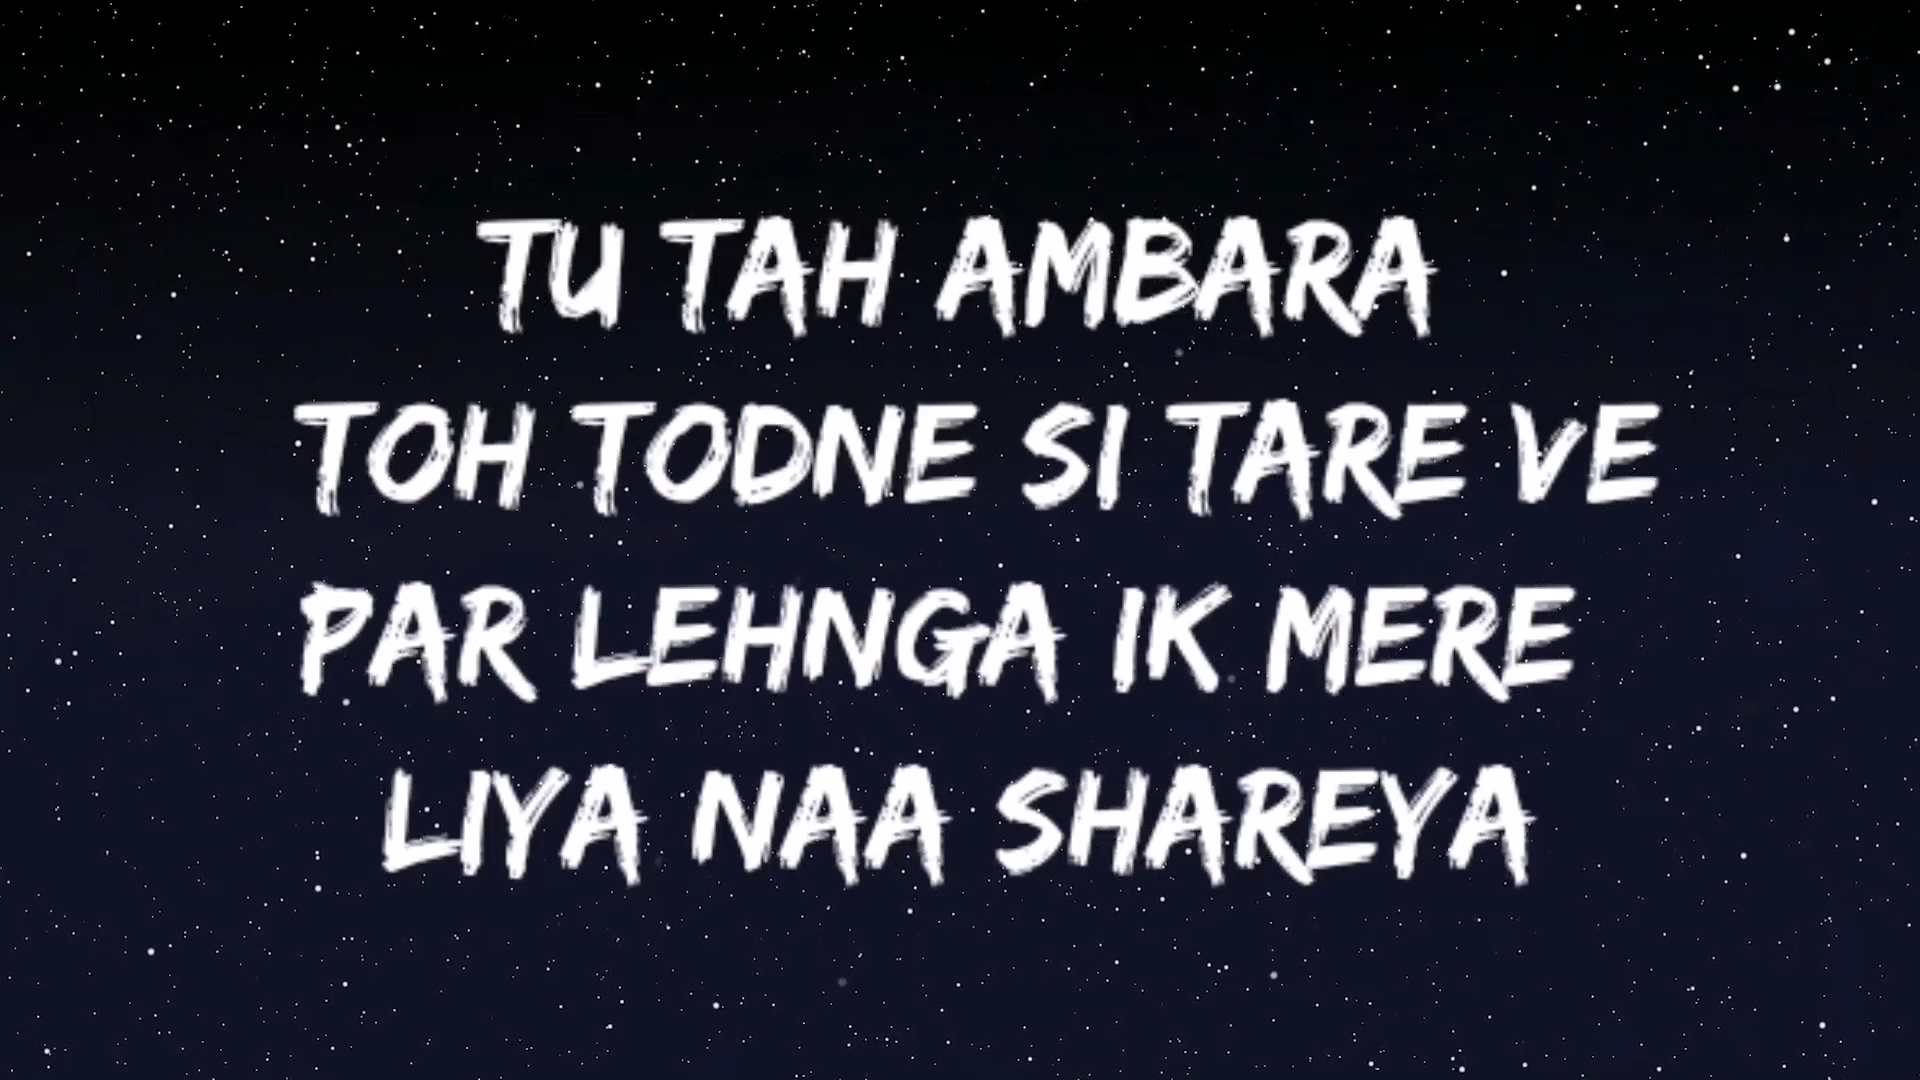 TU TAH AMBARA
TOH TODNE SI TARE VE
PAR LEHNGA IK MERE
LIYA NAA SHAREYA